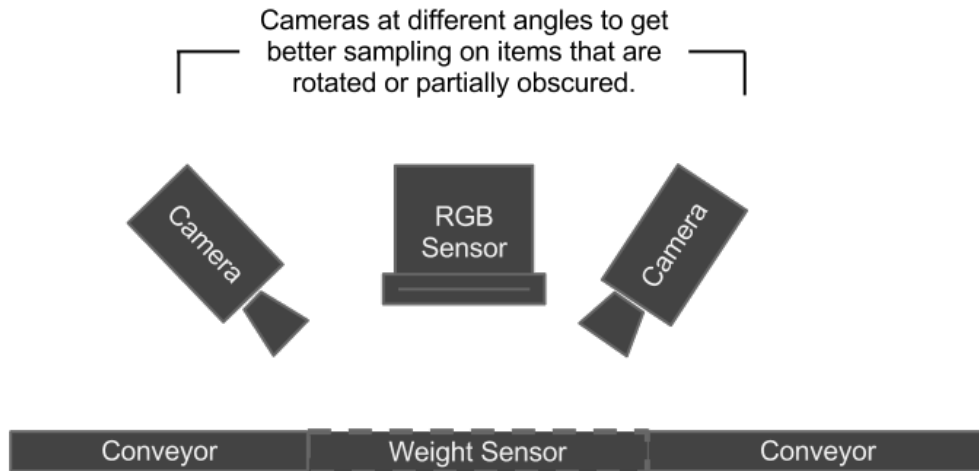 Cameras at different angles to get
better sampling on items that are
rotated or partially obscured.
Camera
RGB
Sensor
Camera
Conveyor
Weight Sensor
Conveyor